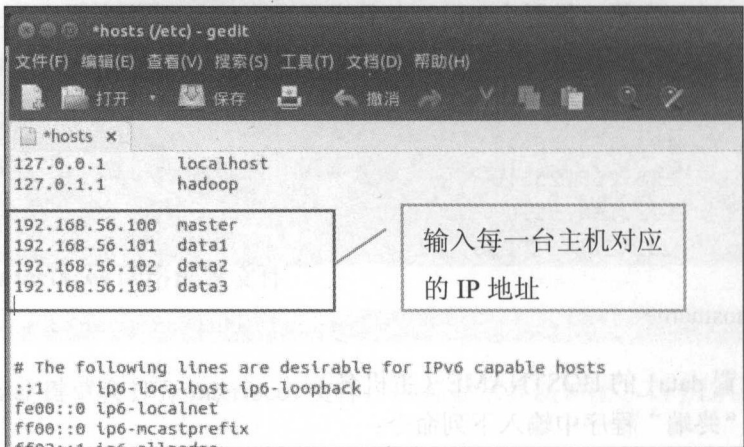 *hosts (/etc) - gedit
文件(F) 编辑(E) 查看(V) 搜索(S) 工具(T) 文档(D) 帮助(H)
打开 保存 撤消
*hosts ×
127.0.0.1 localhost
127.0.1.1 hadoop
192.168.56.100 master
192.168.56.101 data1
192.168.56.102 data2
192.168.56.103 data3
输入每一台主机对应
的 IP 地址
# The following lines are desirable for IPv6 capable hosts
::1 ip6-localhost ip6-loopback
fe00::0 ip6-localnet
ff00::0 ip6-mcastprefix